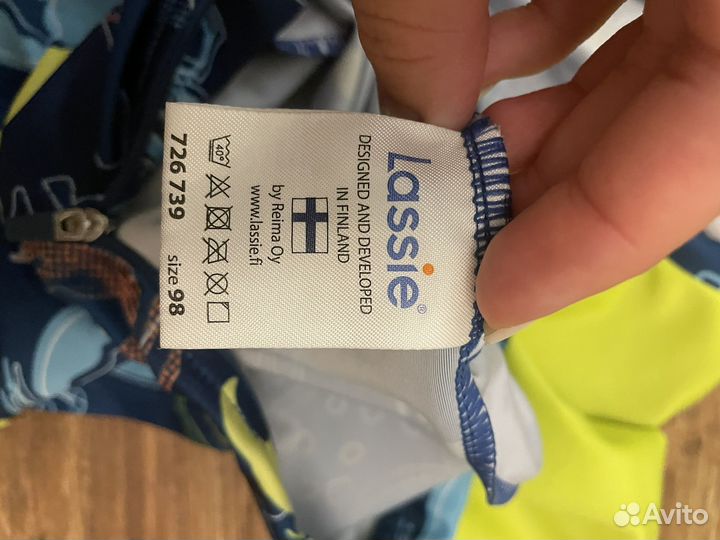 Lassie®
DESIGNED AND DEVELOPED
IN FINLAND
by Reima Oy
www.lassie.fi
40°
726 739 size 98
Avito